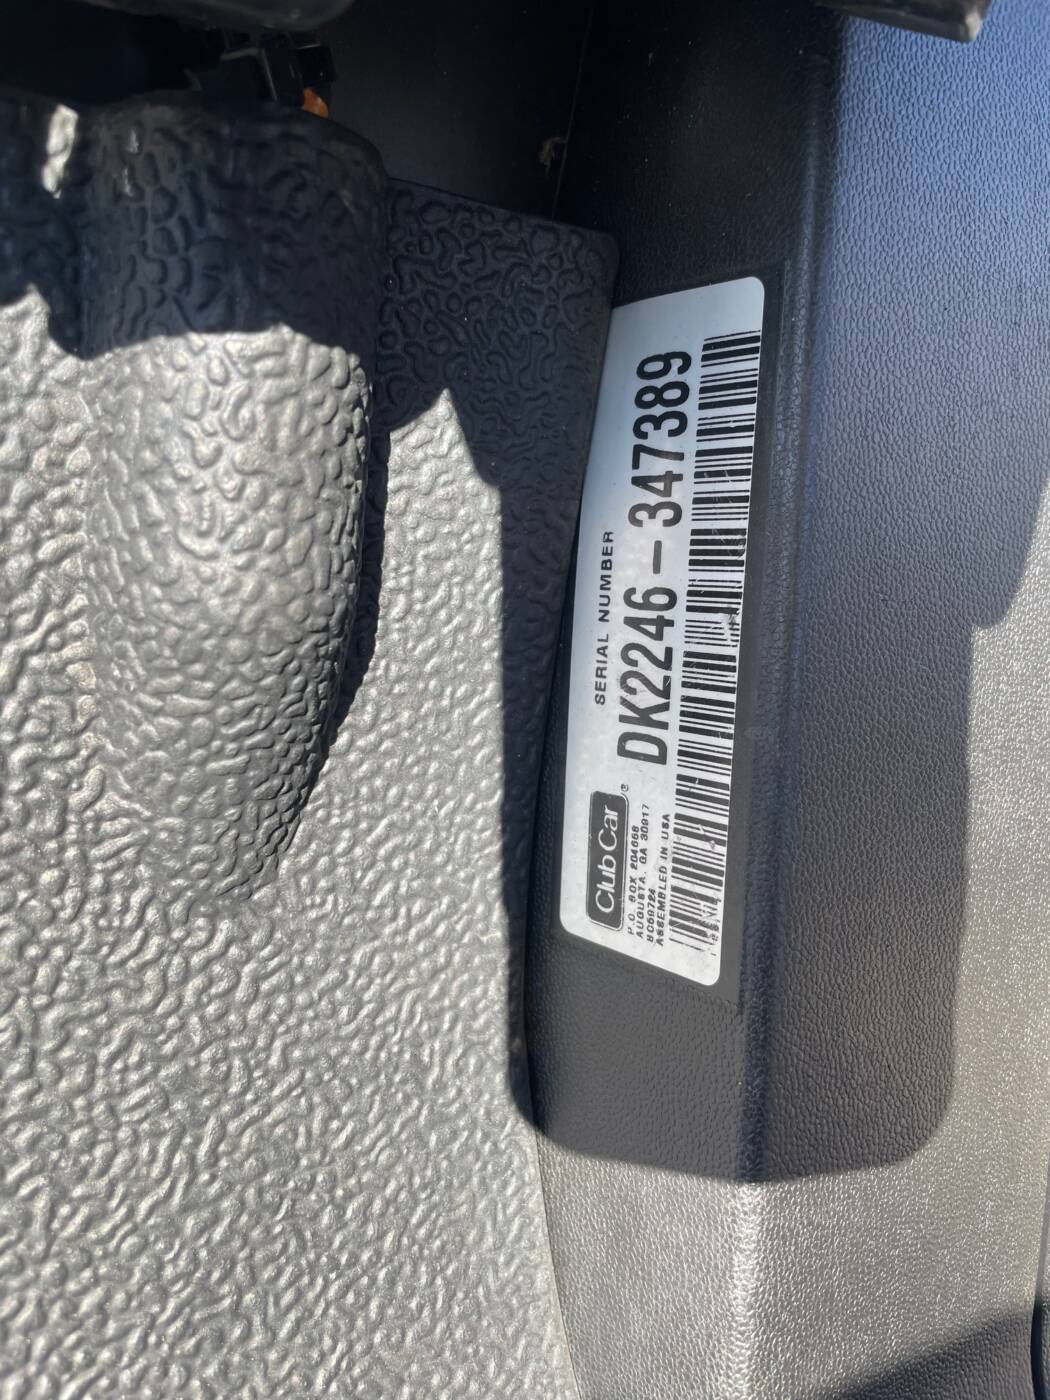 SERIAL NUMBER
DK2246-347389
Club Car®
P.O. BOX 204658
AUGUSTA, GA 30917
ASSEMBLED IN USA